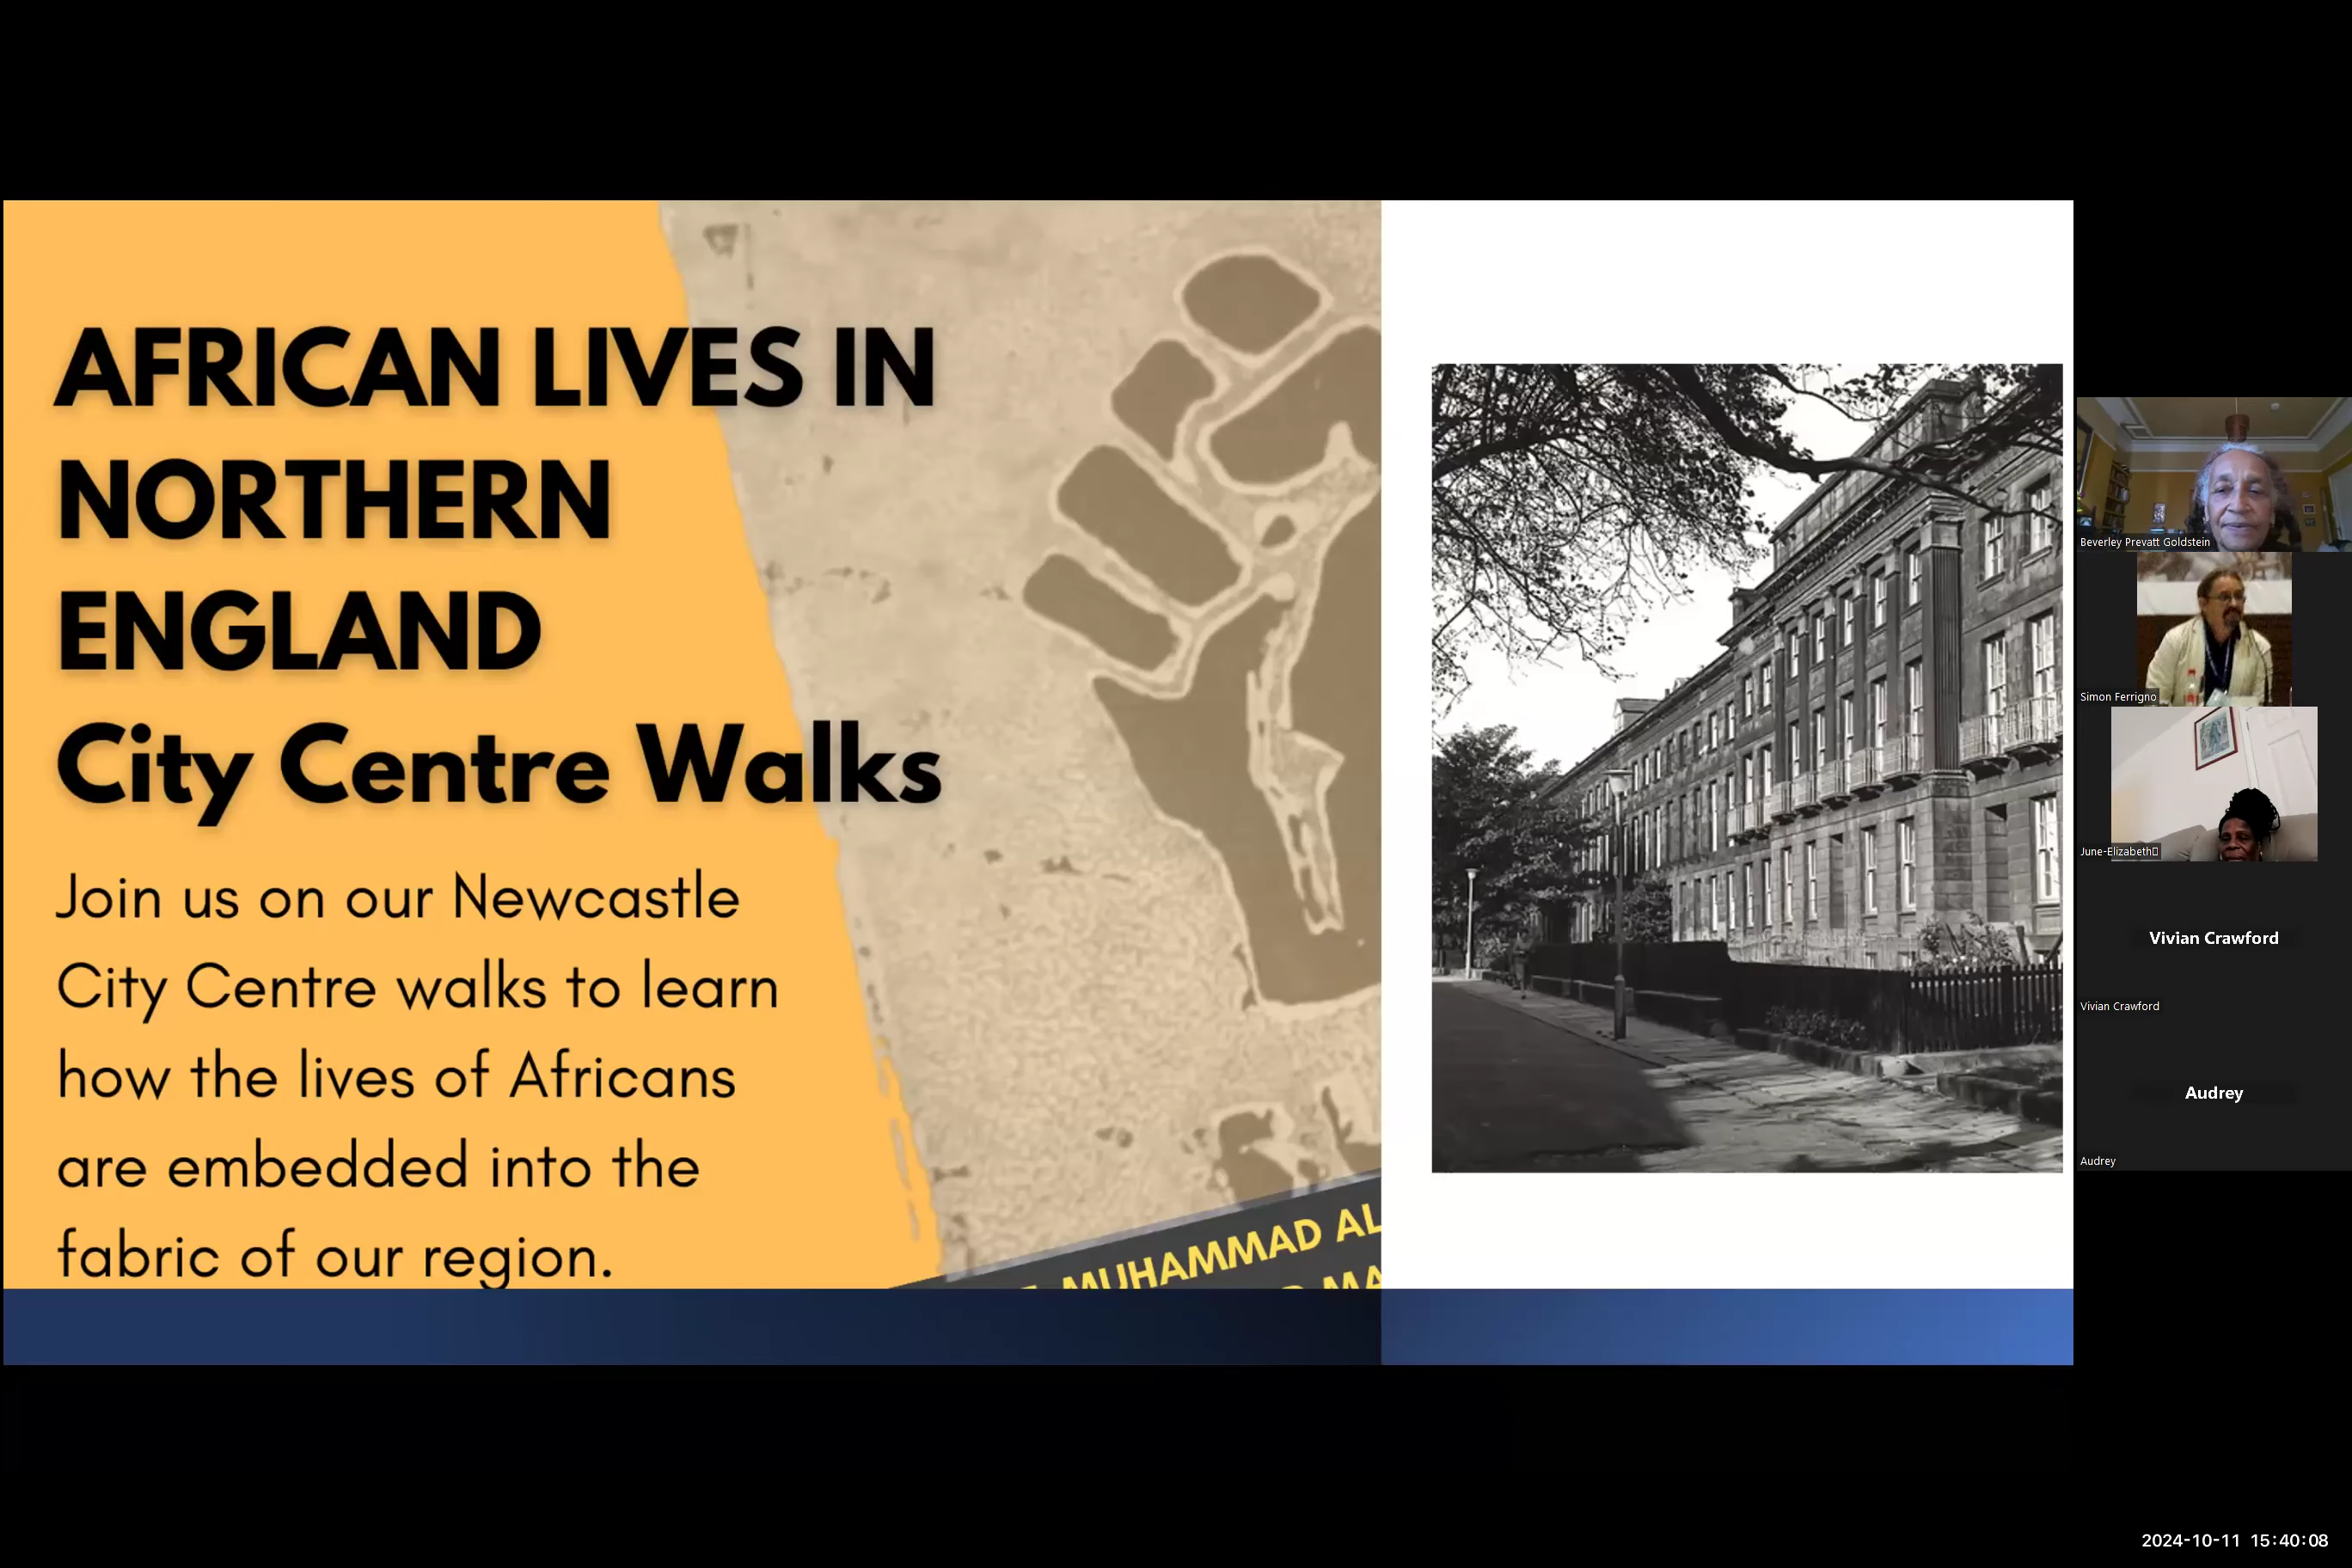 AFRICAN LIVES IN
NORTHERN
ENGLAND
City Centre Walks
Join us on our Newcastle
City Centre walks to learn
how the lives of Africans
are embedded into the
fabric of our region.
MUHAMMAD AL
MA
Beverley Prevatt Goldstein
Simon Ferrigno
June-Elizabeth
Vivian Crawford
Vivian Crawford
Audrey
Audrey
2024-10-11 15:40:08